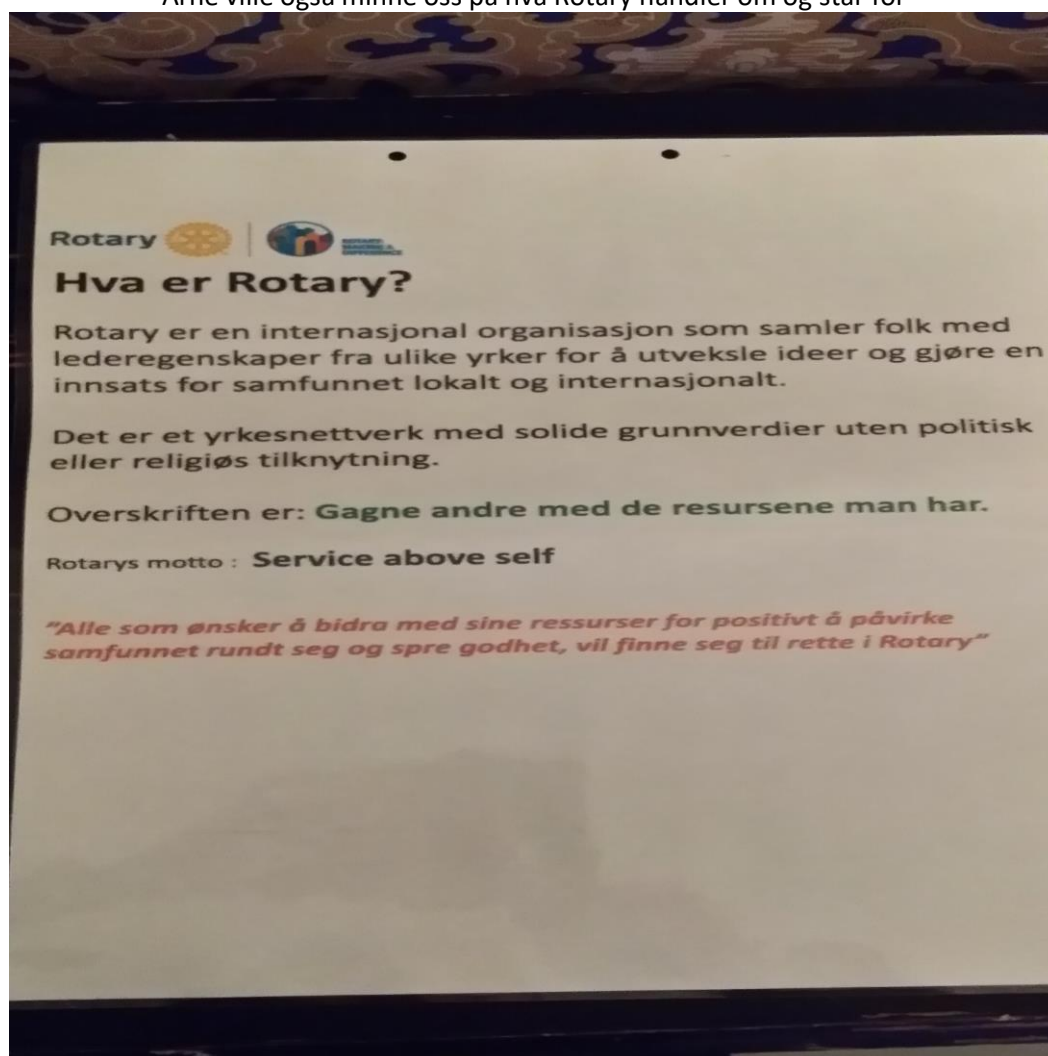 Arne ville også minne oss på hva Rotary handler om og står for
Rotary
ROTARY:
MAKING A
DIFFERENCE
Hva er Rotary?
Rotary er en internasjonal organisasjon som samler folk med
lederegenskaper fra ulike yrker for å utveksle ideer og gjøre en
innsats for samfunnet lokalt og internasjonalt.
Det er et yrkesnettverk med solide grunnverdier uten politisk
eller religiøs tilknytning.
Overskriften er: Gagne andre med de resursene man har.
Rotarys motto : Service above self
"Alle som ønsker å bidra med sine ressurser for positivt å påvirke
samfunnet rundt seg og spre godhet, vil finne seg til rette i Rotary"